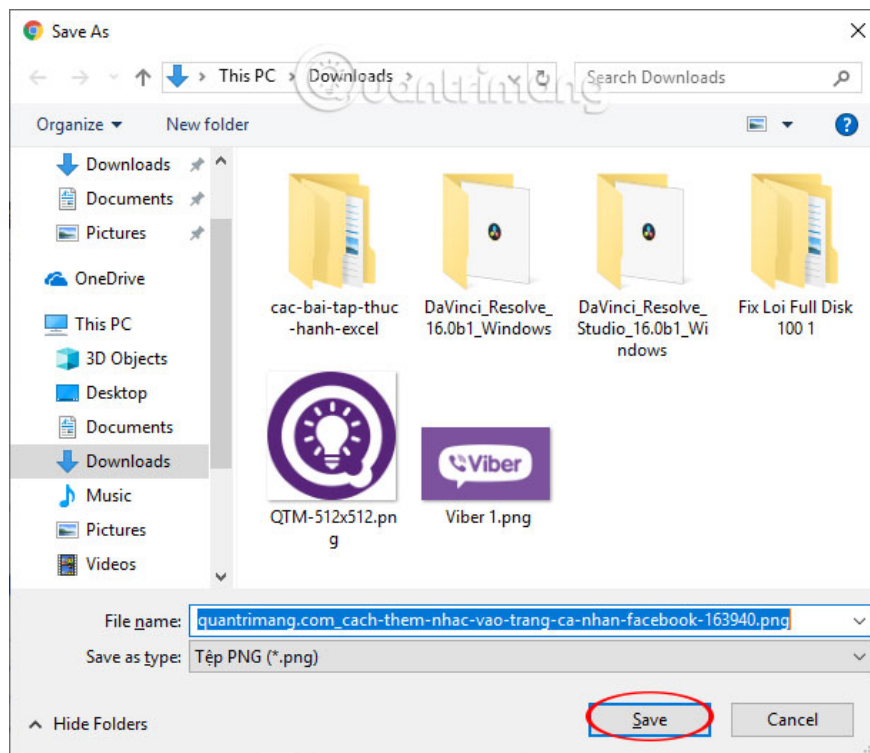 Save As
This PC > Downloads >
Search Downloads
Quantrimang
Organize
New folder
Downloads
Documents
Pictures
OneDrive
This PC
3D Objects
Desktop
Documents
Downloads
Music
Pictures
Videos
cac-bai-tap-thuc
-hanh-excel
DaVinci_Resolve_
16.0b1_Windows
DaVinci_Resolve_
Studio_16.0b1_Wi
ndows
Fix Loi Full Disk
100 1
Viber
QTM-512x512.pn
g
Viber 1.png
File name: quantrimang.com_cach-them-nhac-vao-trang-ca-nhan-facebook-163940.png
Save as type: Tệp PNG (*.png)
Hide Folders
Save
Cancel